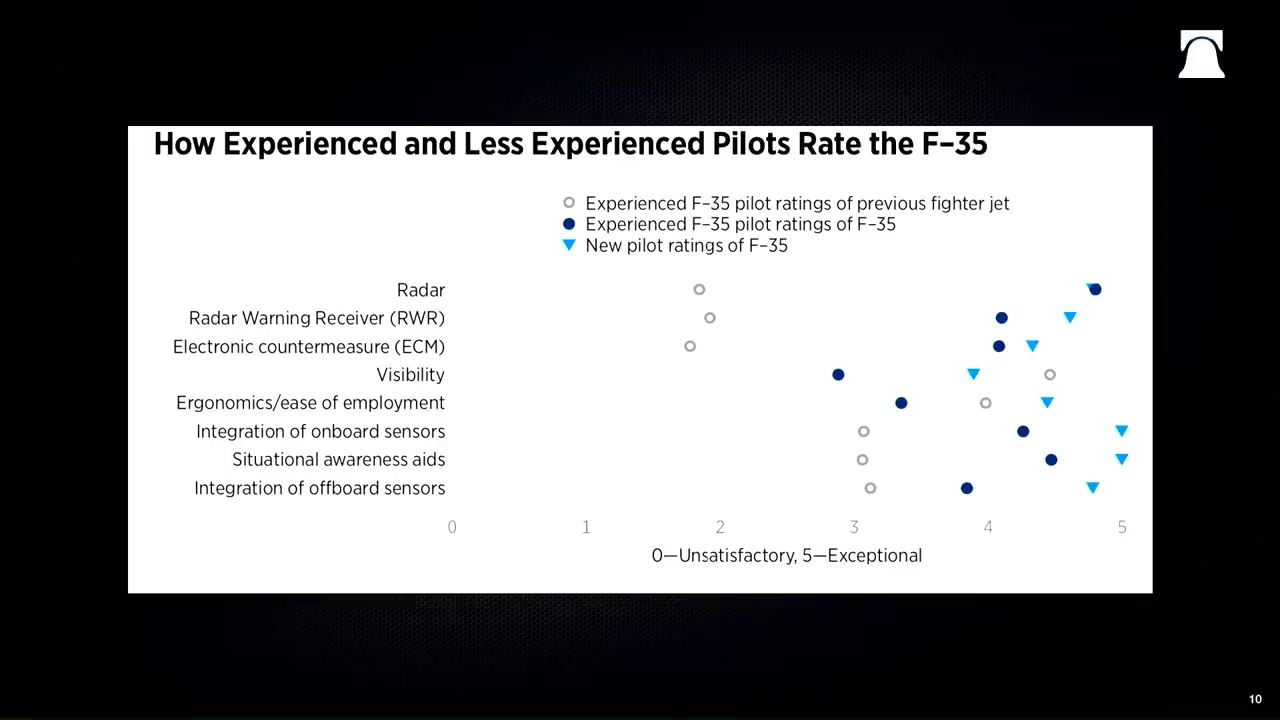 How Experienced and Less Experienced Pilots Rate the F–35
Experienced F–35 pilot ratings of previous fighter jet
Experienced F–35 pilot ratings of F–35
New pilot ratings of F–35
Radar
Radar Warning Receiver (RWR)
Electronic countermeasure (ECM)
Visibility
Ergonomics/ease of employment
Integration of onboard sensors
Situational awareness aids
Integration of offboard sensors
0 1 2 3 4 5
0—Unsatisfactory, 5—Exceptional
10